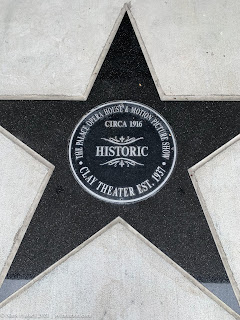 THE PALACE OPERA HOUSE & MOTION PICTURE SHOW
CIRCA 1916
HISTORIC
• CLAY THEATER EST. 1937 •